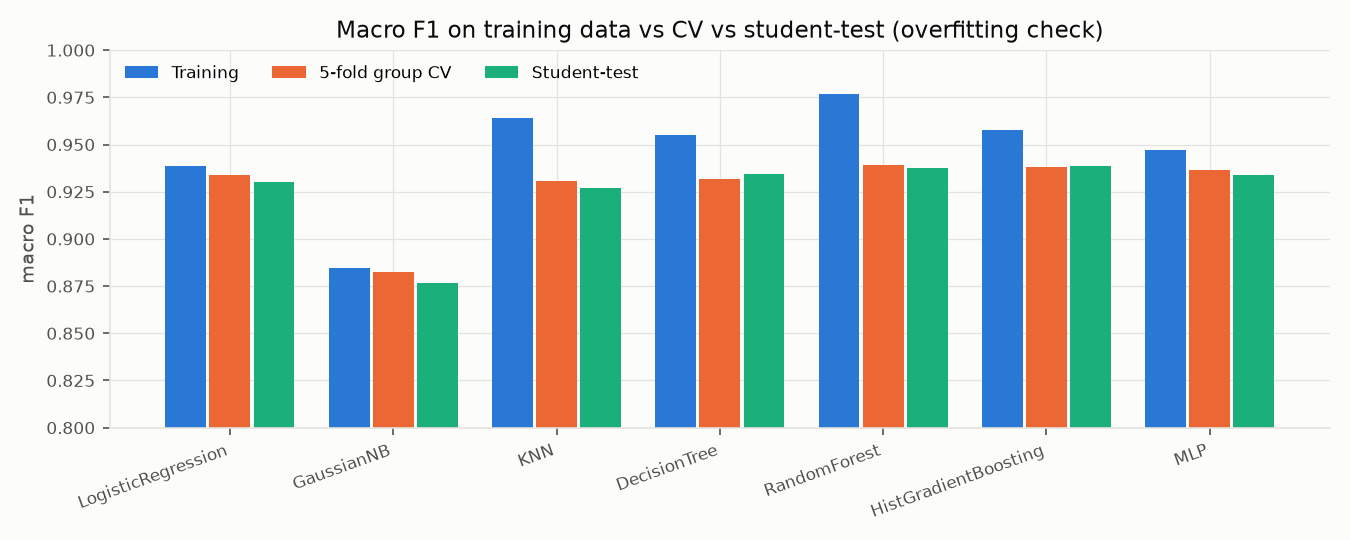 Macro F1 on training data vs CV vs student-test (overfitting check)
Training
5-fold group CV
Student-test
macro F1
1.000
0.975
0.950
0.925
0.900
0.875
0.850
0.825
0.800
LogisticRegression
GaussianNB
KNN
DecisionTree
RandomForest
HistGradientBoosting
MLP